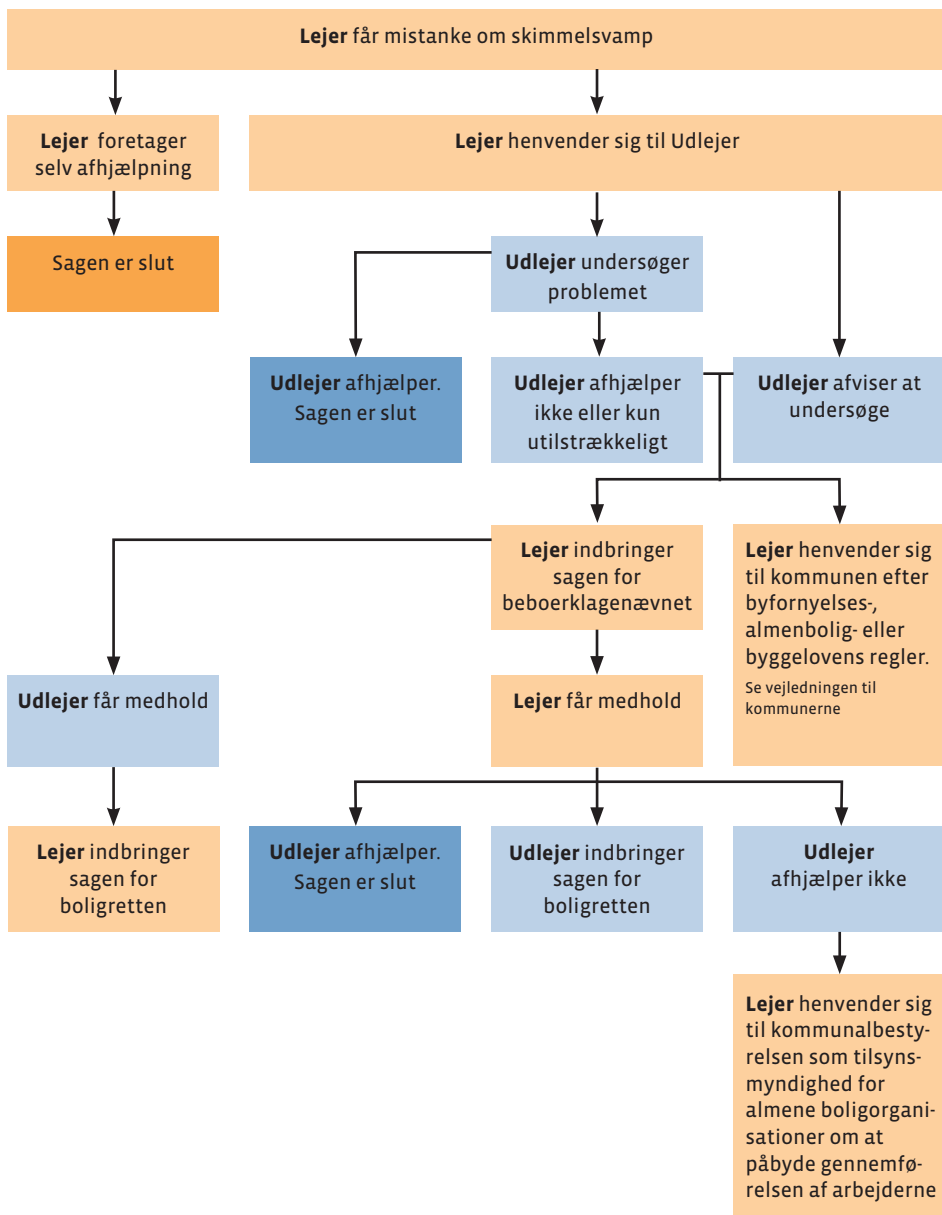 Lejer får mistanke om skimmelsvamp
Lejer foretager
selv afhjælpning
Lejer henvender sig til Udlejer
Sagen er slut
Udlejer undersøger
problemet
Udlejer afhjælper.
Sagen er slut
Udlejer afhjælper
ikke eller kun
utilstrækkeligt
Udlejer afviser at
undersøge
Lejer indbringer
sagen for
beboerklagenævnet
Lejer henvender sig
til kommunen efter
byfornyelses-,
almenbolig- eller
byggelovens regler.
Se vejledningen til
kommunerne
Udlejer får medhold
Lejer får medhold
Lejer indbringer
sagen for
boligretten
Udlejer afhjælper.
Sagen er slut
Udlejer indbringer
sagen for
boligretten
Udlejer
afhjælper ikke
Lejer henvender sig
til kommunalbesty-
relsen som tilsyns-
myndighed for
almene boligorgani-
sationer om at
påbyde gennemfø-
relsen af arbejderne